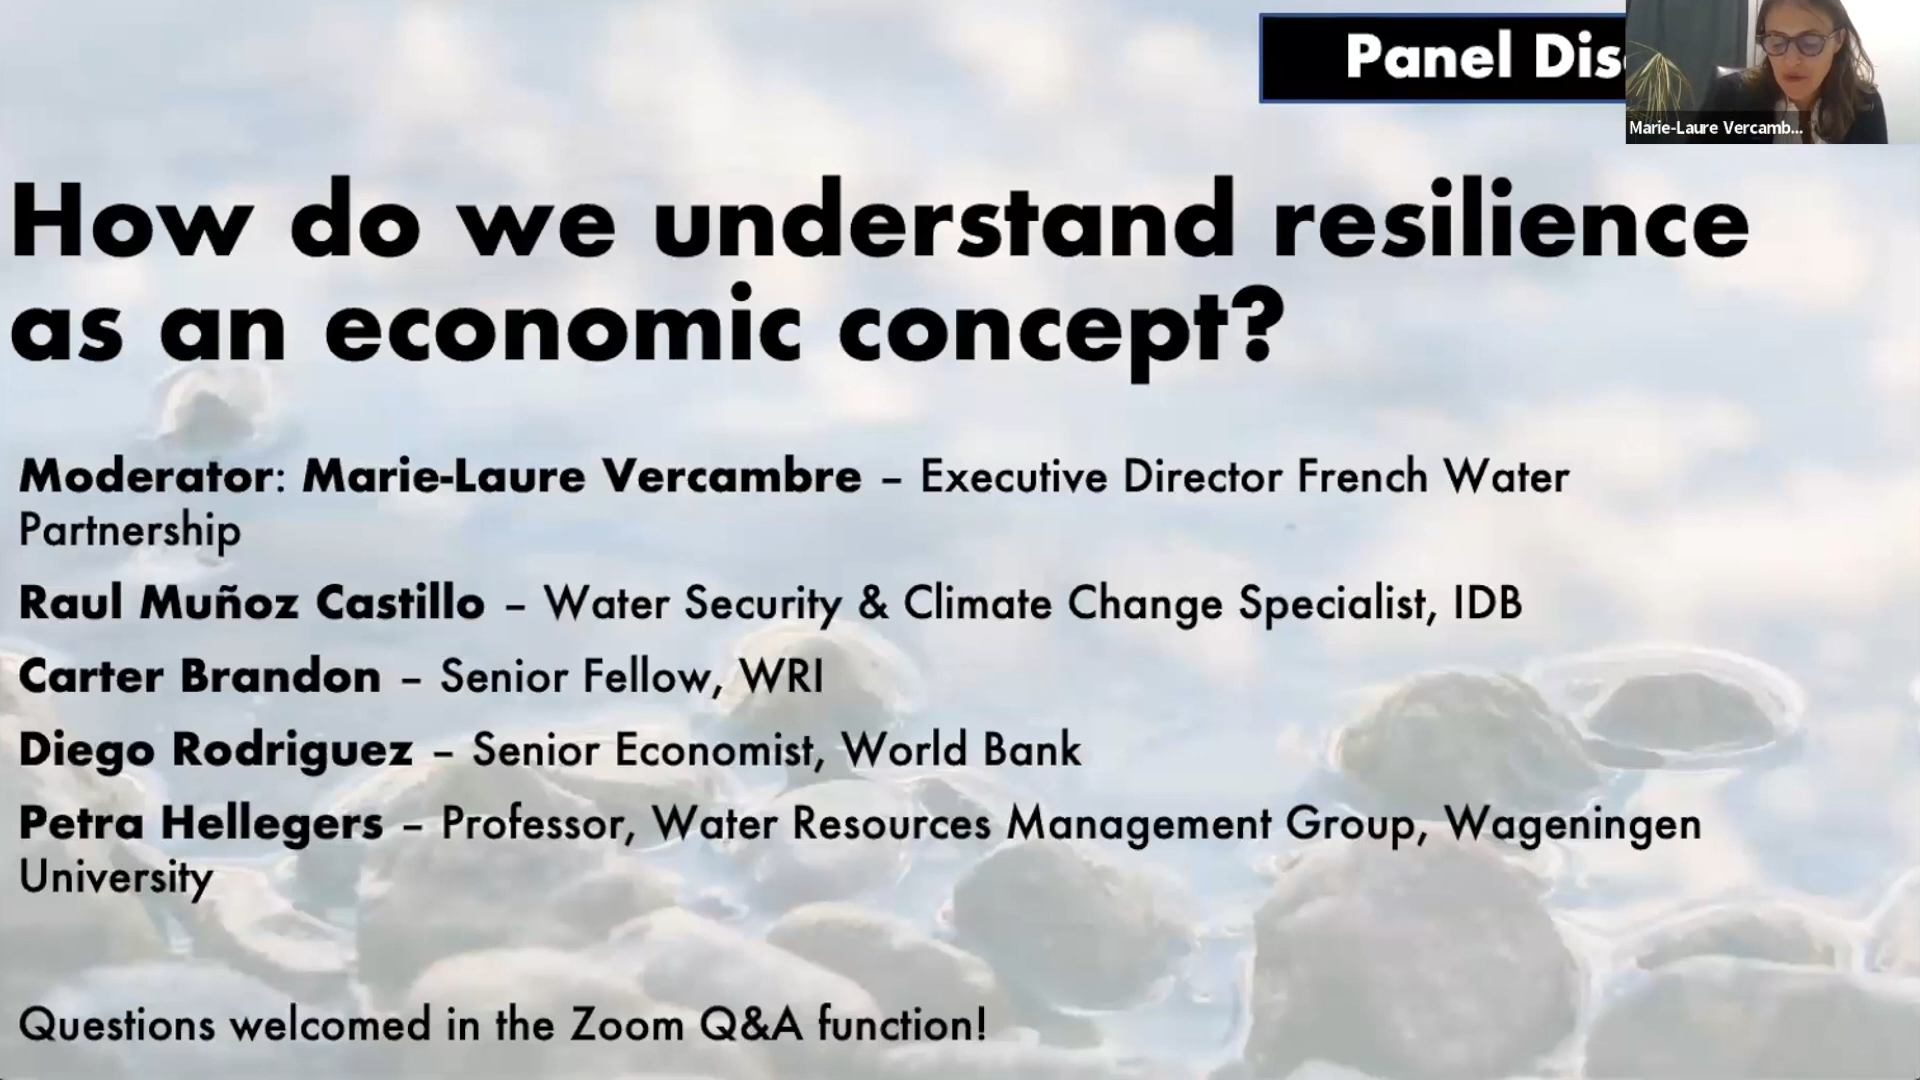 Panel Dis
Marie-Laure Vercamb...
How do we understand resilience
as an economic concept?
Moderator: Marie-Laure Vercambre – Executive Director French Water
Partnership
Raul Muñoz Castillo – Water Security & Climate Change Specialist, IDB
Carter Brandon – Senior Fellow, WRI
Diego Rodriguez – Senior Economist, World Bank
Petra Hellegers – Professor, Water Resources Management Group, Wageningen
University
Questions welcomed in the Zoom Q&A function!